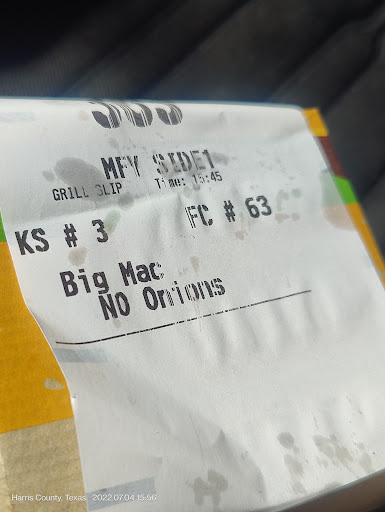 MFY SIDE1
GRILL SLIP Time: 15:45
KS # 3 FC # 63
Big Mac
NO Onions
Harris County, Texas 2022.07.04 15:56